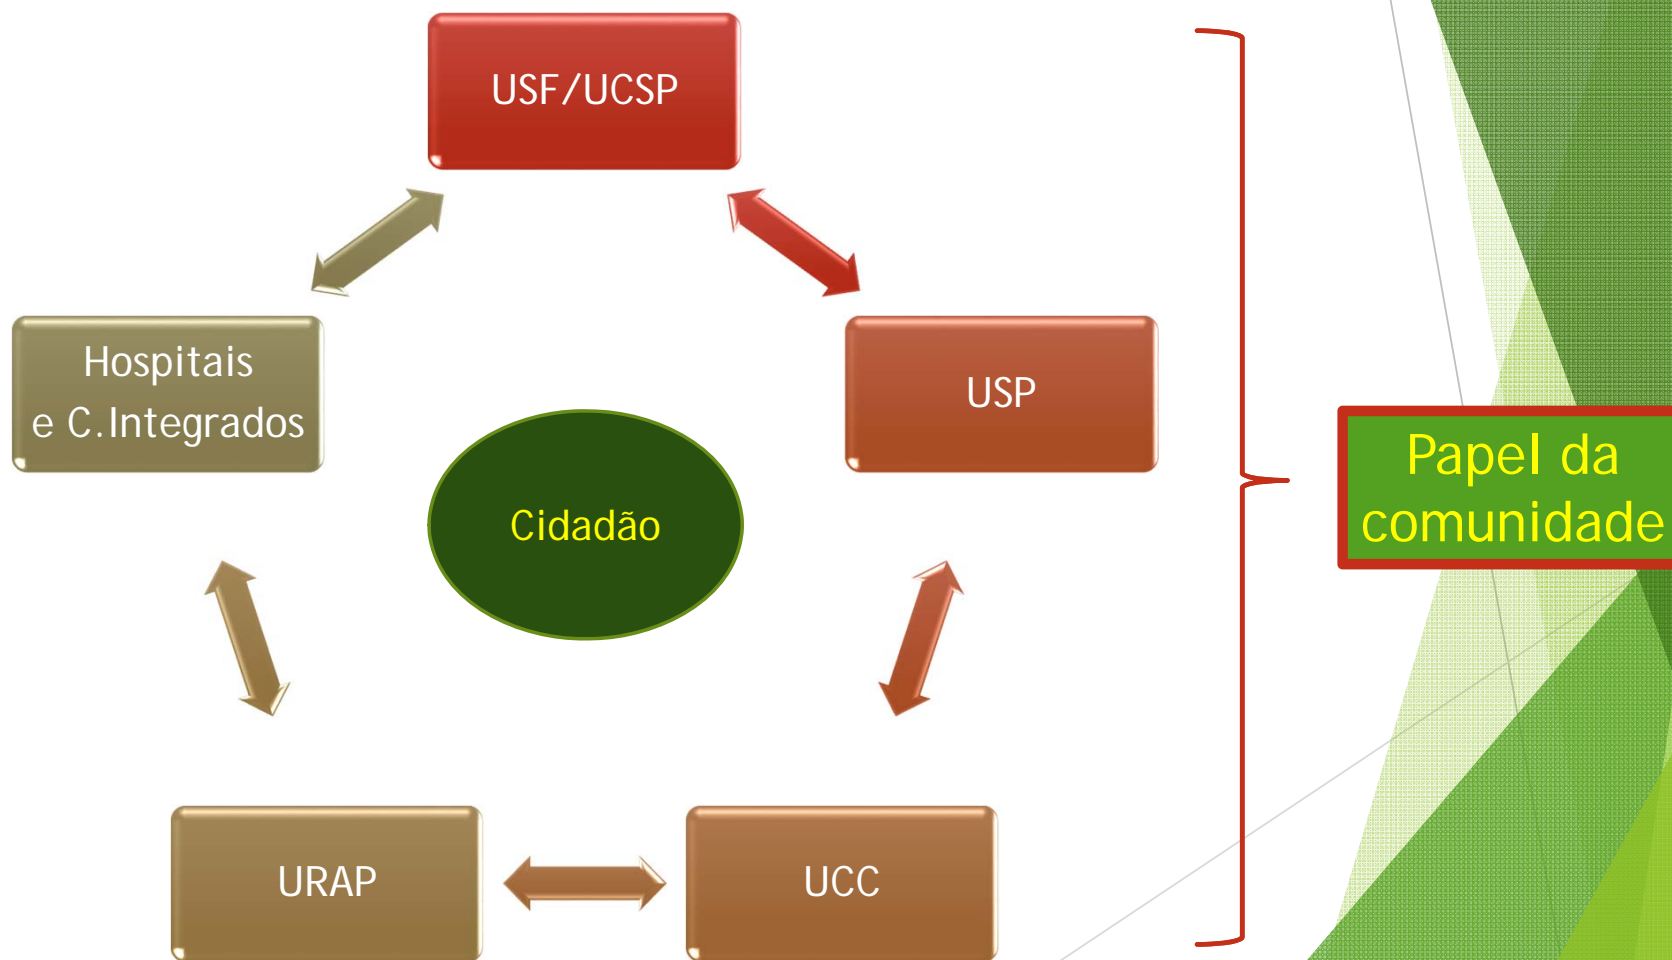 USF/UCSP
Hospitais
e C.Integrados
USP
Cidadão
Papel da
comunidade
URAP
UCC